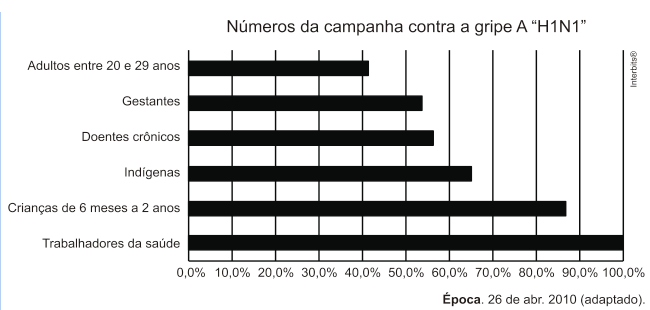 Números da campanha contra a gripe A “H1N1”
Interbits®
Adultos entre 20 e 29 anos
Gestantes
Doentes crônicos
Indígenas
Crianças de 6 meses a 2 anos
Trabalhadores da saúde
0,0% 10,0% 20,0% 30,0% 40,0% 50,0% 60,0% 70,0% 80,0% 90,0% 100,0%
Época. 26 de abr. 2010 (adaptado).